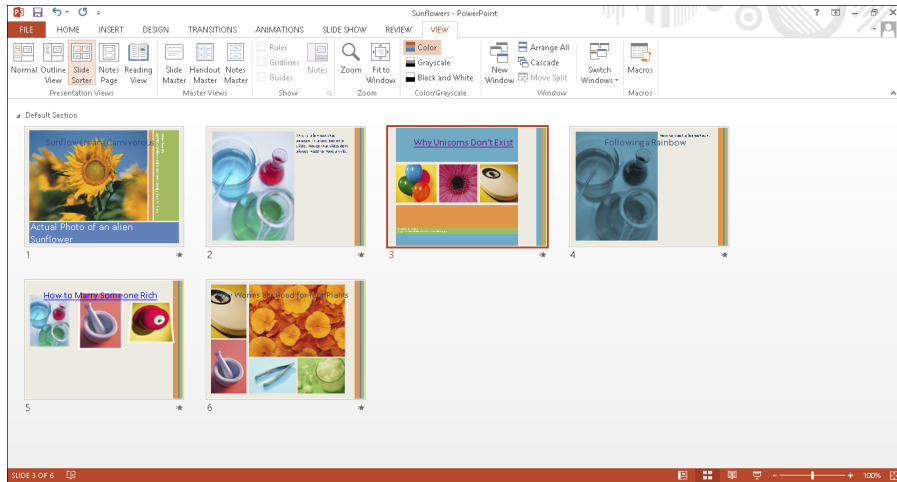 Sunflowers - PowerPoint
FILE HOME INSERT DESIGN TRANSITIONS ANIMATIONS SLIDE SHOW REVIEW VIEW
Normal Outline View Slide Sorter Notes Page Reading View
Slide Master Handout Master Notes Master
Ruler
Gridlines
Guides
Notes
Zoom Fit to Window
Color
Grayscale
Black and White
New Window
Arrange All
Cascade
Move Split
Switch Windows
Macros
Presentation Views Master Views Show Zoom Color/Grayscale Window Macros
Default Section
Sunflowers are Carnivorous
Actual Photo of an alien
Sunflower
1
2
Why Unicorns Don't Exist
3
Following a Rainbow
4
How to Marry Someone Rich
5
Worms are Good for Plants
6
SLIDE 3 OF 6
100%